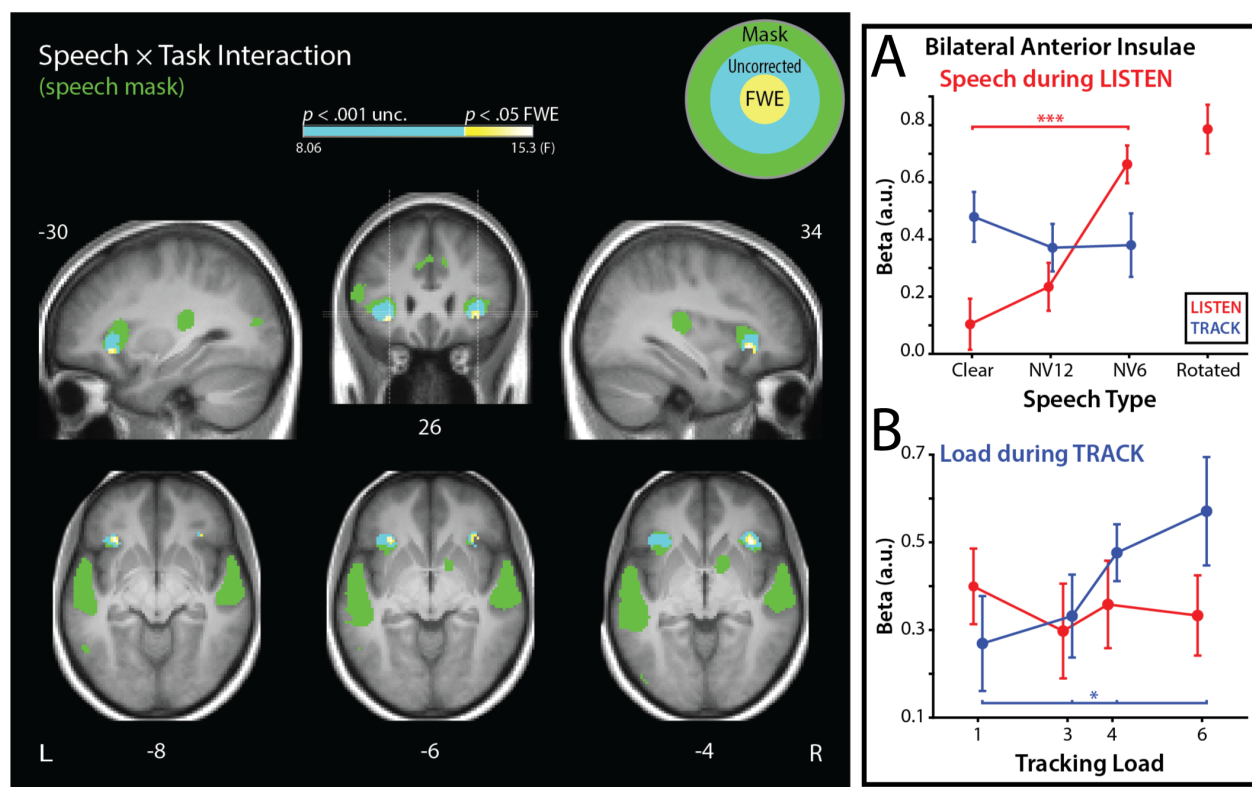 Speech × Task Interaction
(speech mask)
p < .001 unc.
p < .05 FWE
8.06
15.3 (F)
Mask
Uncorrected
FWE
-30
34
26
L
-8
-6
-4
R
A
Bilateral Anterior Insulae
Speech during LISTEN
***
Beta (a.u.)
0.8
0.6
0.4
0.2
0.0
LISTEN
TRACK
Clear
NV12
NV6
Rotated
Speech Type
B
Load during TRACK
Beta (a.u.)
0.7
0.5
0.3
0.1
*
1
3
4
6
Tracking Load